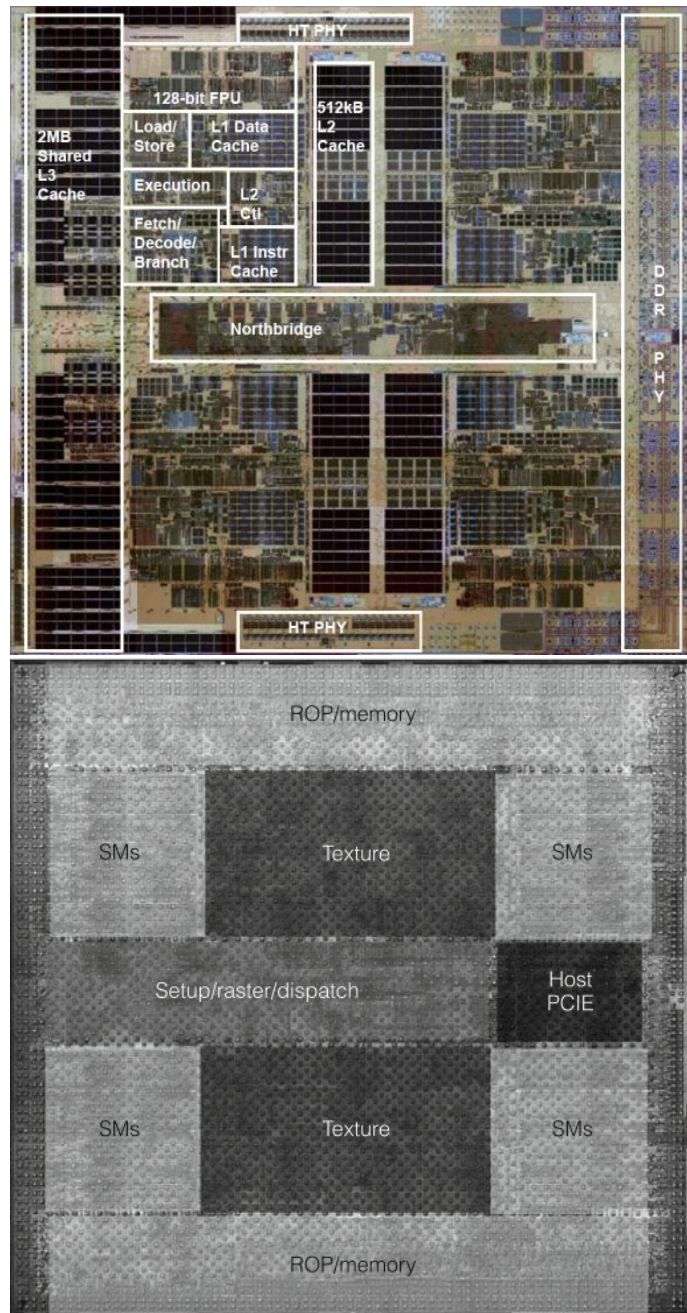 HT PHY
128-bit FPU
2MB
Shared
L3
Cache
Load/
Store
L1 Data
Cache
512kB
L2
Cache
Execution
L2
Ctl
Fetch/
Decode/
Branch
L1 Instr
Cache
Northbridge
DDR PHY
HT PHY
ROP/memory
SMs
Texture
SMs
Setup/raster/dispatch
Host
PCIE
SMs
Texture
SMs
ROP/memory